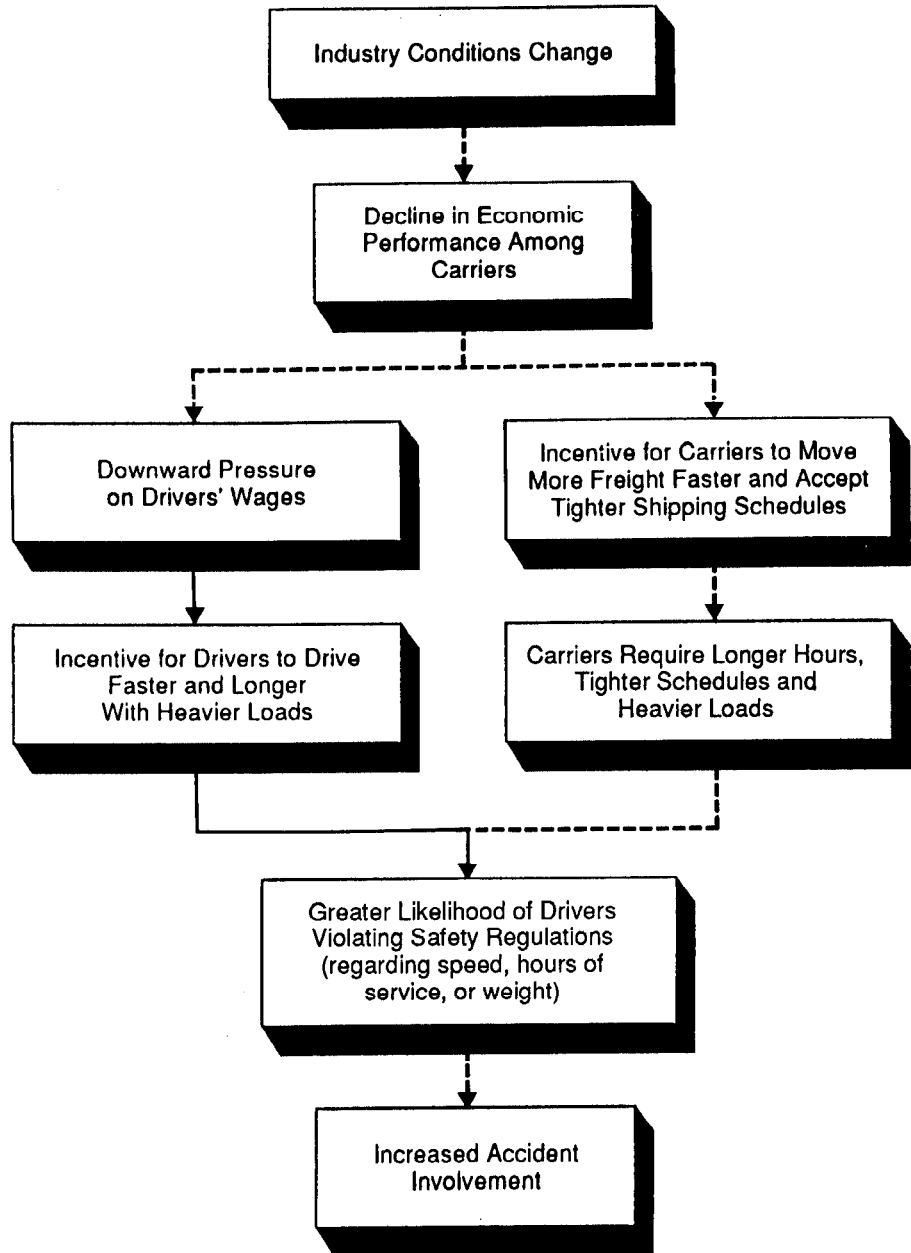 Industry Conditions Change
Decline in Economic
Performance Among
Carriers
Downward Pressure
on Drivers' Wages
Incentive for Carriers to Move
More Freight Faster and Accept
Tighter Shipping Schedules
Incentive for Drivers to Drive
Faster and Longer
With Heavier Loads
Carriers Require Longer Hours,
Tighter Schedules and
Heavier Loads
Greater Likelihood of Drivers
Violating Safety Regulations
(regarding speed, hours of
service, or weight)
Increased Accident
Involvement